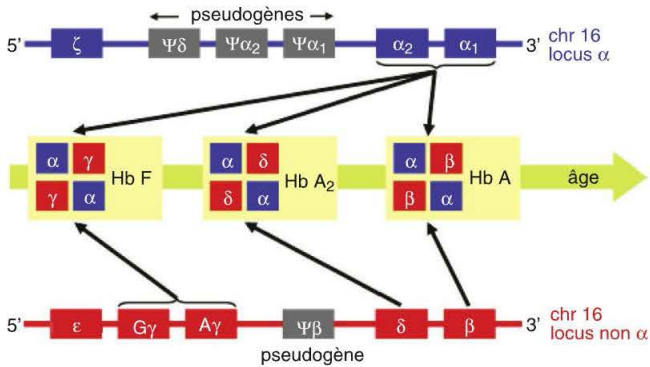 pseudogènes
5' ζ Ψδ Ψα2 Ψα1 α2 α1 3' chr 16
locus α
α γ Hb F α δ Hb A2 α β Hb A âge
γ α δ α β α
5' ε Gγ Aγ Ψβ δ β 3' chr 16
locus non α
pseudogène